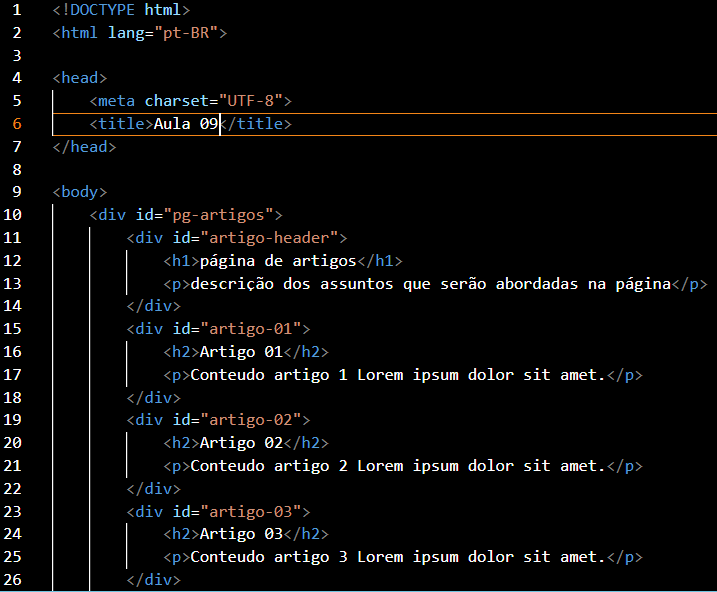 1 <!DOCTYPE html>
2 <html lang="pt-BR">
3
4 <head>
5 <meta charset="UTF-8">
6 <title>Aula 09</title>
7 </head>
8
9 <body>
10 <div id="pg-artigos">
11 <div id="artigo-header">
12 <h1>página de artigos</h1>
13 <p>descrição dos assuntos que serão abordadas na página</p>
14 </div>
15 <div id="artigo-01">
16 <h2>Artigo 01</h2>
17 <p>Conteudo artigo 1 Lorem ipsum dolor sit amet.</p>
18 </div>
19 <div id="artigo-02">
20 <h2>Artigo 02</h2>
21 <p>Conteudo artigo 2 Lorem ipsum dolor sit amet.</p>
22 </div>
23 <div id="artigo-03">
24 <h2>Artigo 03</h2>
25 <p>Conteudo artigo 3 Lorem ipsum dolor sit amet.</p>
26 </div>